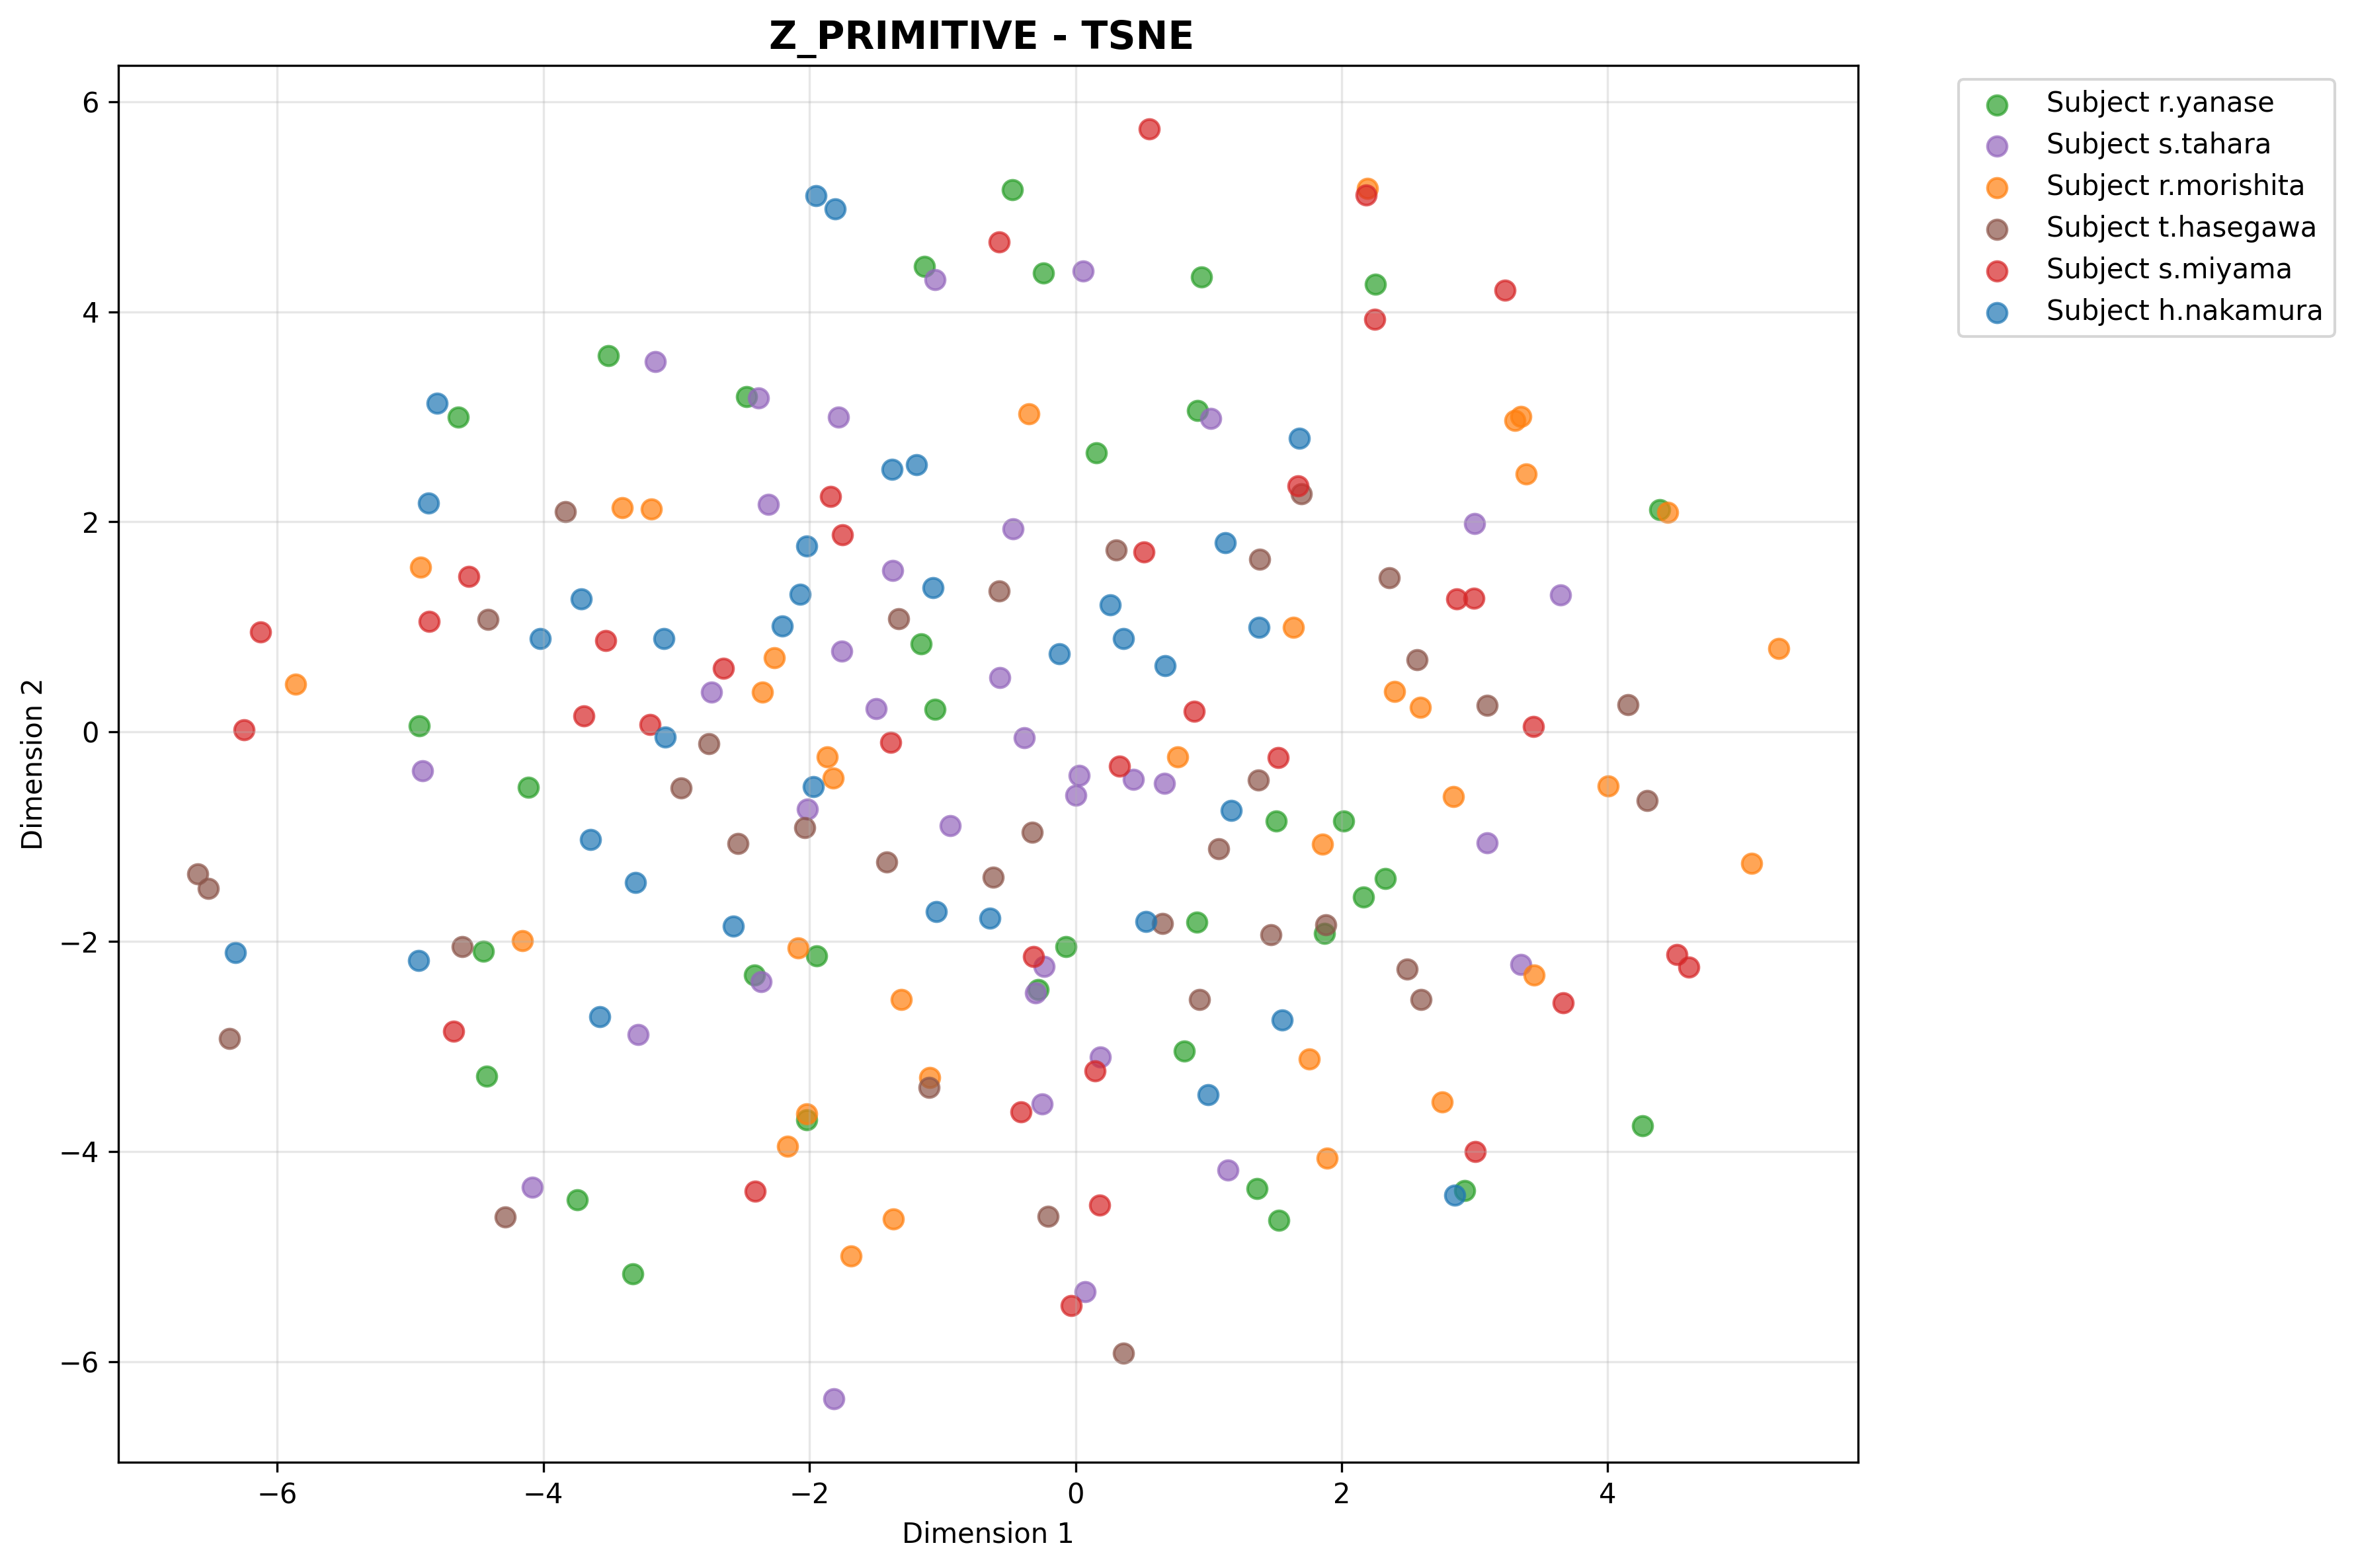 Z_PRIMITIVE - TSNE
Subject r.yanase
Subject s.tahara
Subject r.morishita
Subject t.hasegawa
Subject s.miyama
Subject h.nakamura
6
4
2
0
−2
−4
−6
Dimension 2
−6
−4
−2
0
2
4
Dimension 1